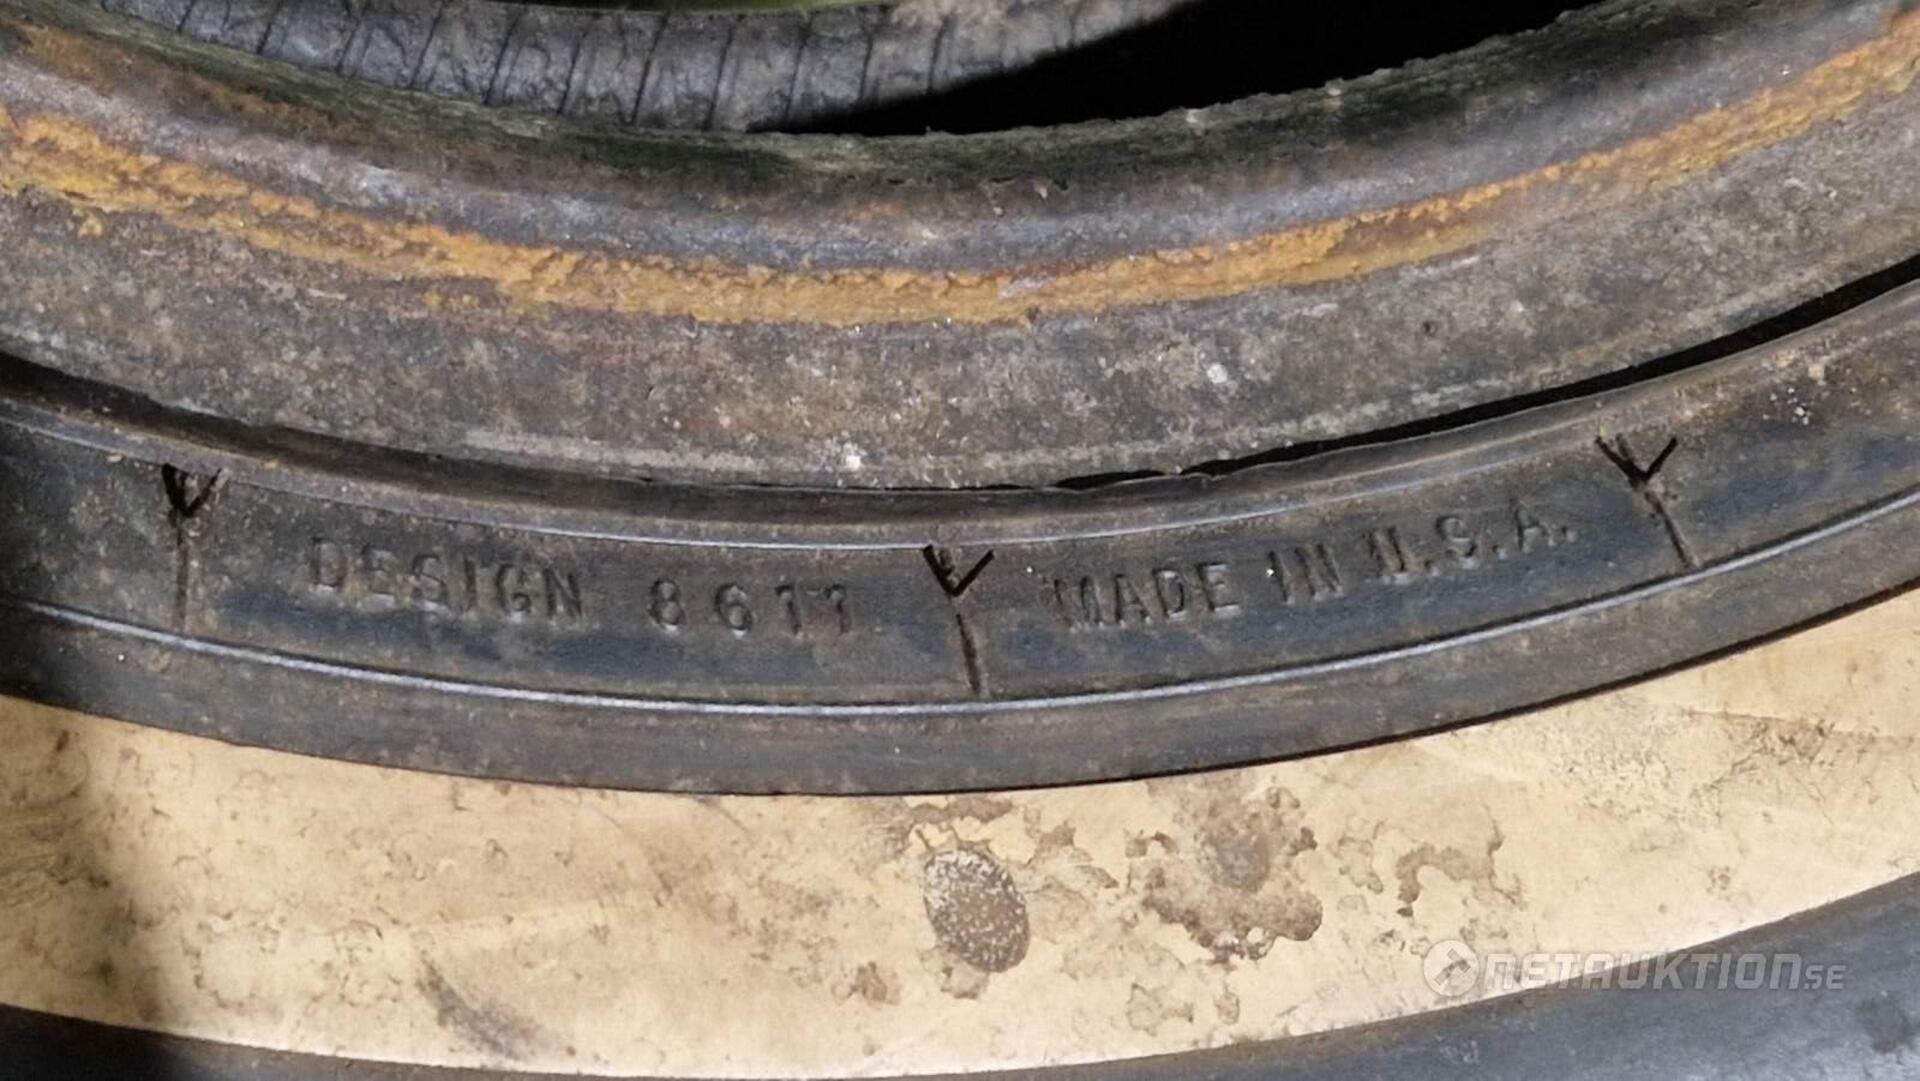 DESIGN 8611 MADE IN U.S.A.
NETAUKTION.SE